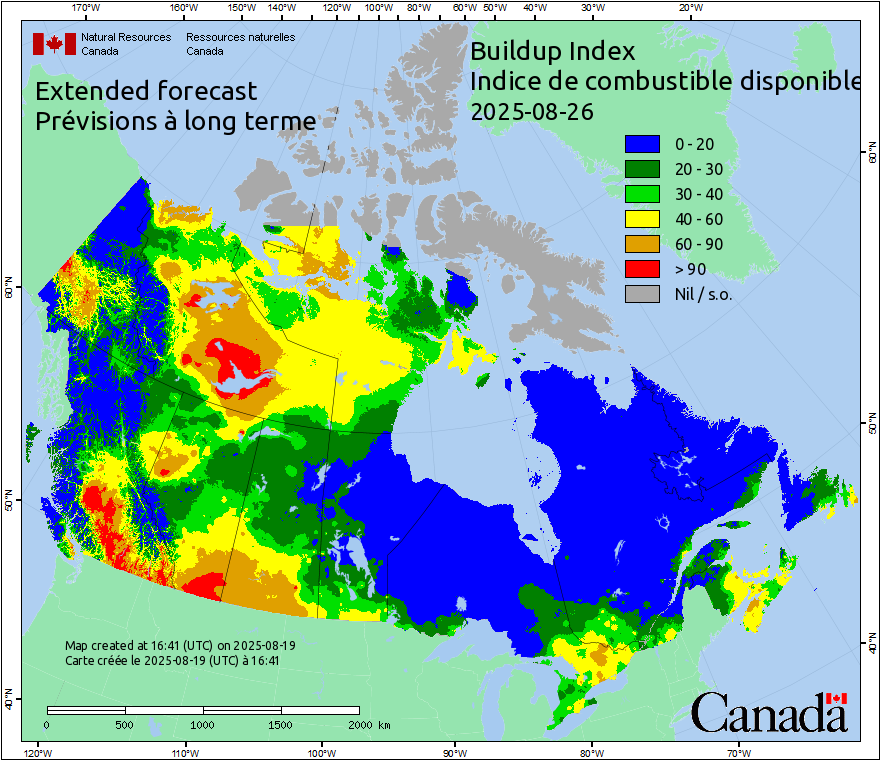 170°W 160°W 150°W 140°W 130°W 120°W 110°W 100°W 90°W 80°W 60°W 50°W 40°W 30°W 20°W
Natural Resources Ressources naturelles
Canada Canada
Buildup Index
Indice de combustible disponible
2025-08-26
Extended forecast
Prévisions à long terme
0 - 20
20 - 30
30 - 40
40 - 60
60 - 90
> 90
Nil / s.o.
60°N
60°N
50°N
50°N
40°N
40°N
Map created at 16:41 (UTC) on 2025-08-19
Carte créée le 2025-08-19 (UTC) à 16:41
0 500 1000 1500 2000 km
Canada
120°W 110°W 100°W 90°W 80°W 70°W